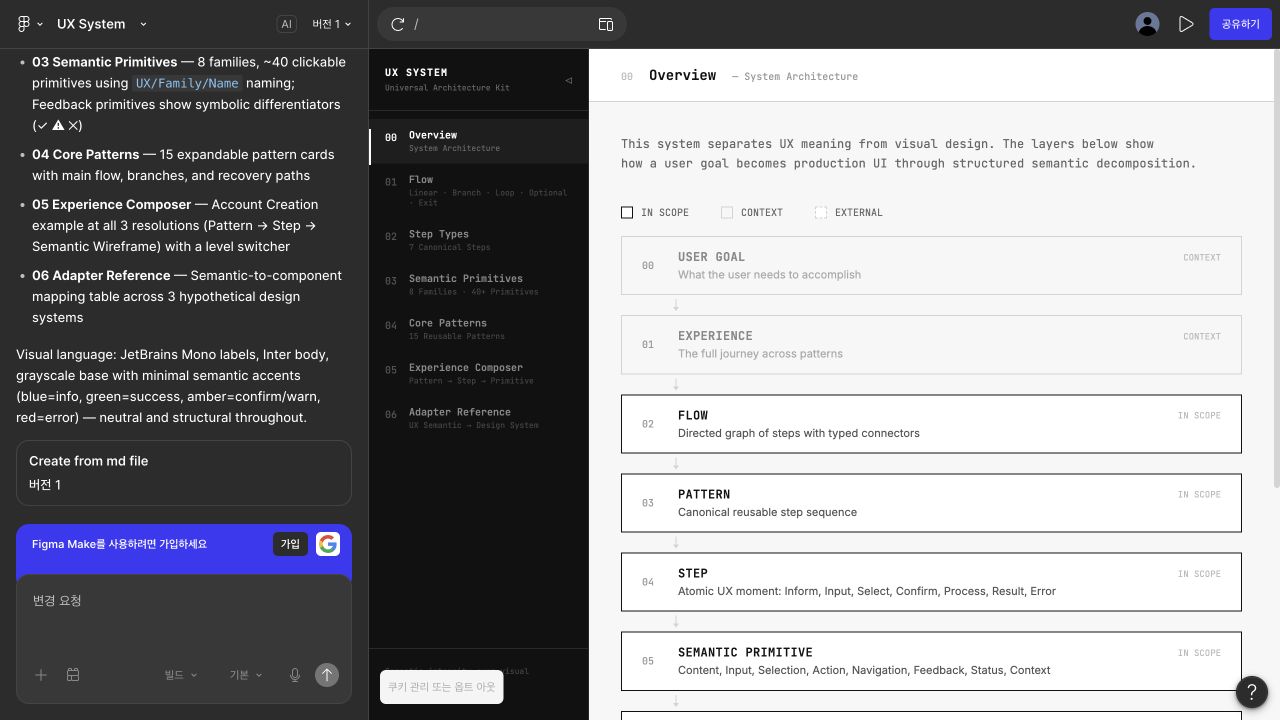 UX System
AI
버전 1
/
공유하기
03 Semantic Primitives — 8 families, ~40 clickable
primitives using UX/Family/Name naming;
Feedback primitives show symbolic differentiators
(✓ ⚠ ✕)
04 Core Patterns — 15 expandable pattern cards
with main flow, branches, and recovery paths
05 Experience Composer — Account Creation
example at all 3 resolutions (Pattern → Step →
Semantic Wireframe) with a level switcher
06 Adapter Reference — Semantic-to-component
mapping table across 3 hypothetical design
systems
Visual language: JetBrains Mono labels, Inter body,
grayscale base with minimal semantic accents
(blue=info, green=success, amber=confirm/warn,
red=error) — neutral and structural throughout.
Create from md file
버전 1
Figma Make를 사용하려면 가입하세요
가입
변경 요청
빌드
기본
UX SYSTEM
Universal Architecture Kit
00 Overview
System Architecture
01 Flow
Linear · Branch · Loop · Optional
· Exit
02 Step Types
7 Canonical Steps
03 Semantic Primitives
8 Families · 40+ Primitives
04 Core Patterns
15 Reusable Patterns
05 Experience Composer
Pattern → Step → Primitive
06 Adapter Reference
UX Semantic → Design System
쿠키 관리 또는 옵트 아웃
00 Overview — System Architecture
This system separates UX meaning from visual design. The layers below show
how a user goal becomes production UI through structured semantic decomposition.
IN SCOPE
CONTEXT
EXTERNAL
00 USER GOAL CONTEXT
What the user needs to accomplish
↓
01 EXPERIENCE CONTEXT
The full journey across patterns
↓
02 FLOW IN SCOPE
Directed graph of steps with typed connectors
↓
03 PATTERN IN SCOPE
Canonical reusable step sequence
↓
04 STEP IN SCOPE
Atomic UX moment: Inform, Input, Select, Confirm, Process, Result, Error
↓
05 SEMANTIC PRIMITIVE IN SCOPE
Content, Input, Selection, Action, Navigation, Feedback, Status, Context
↓
?